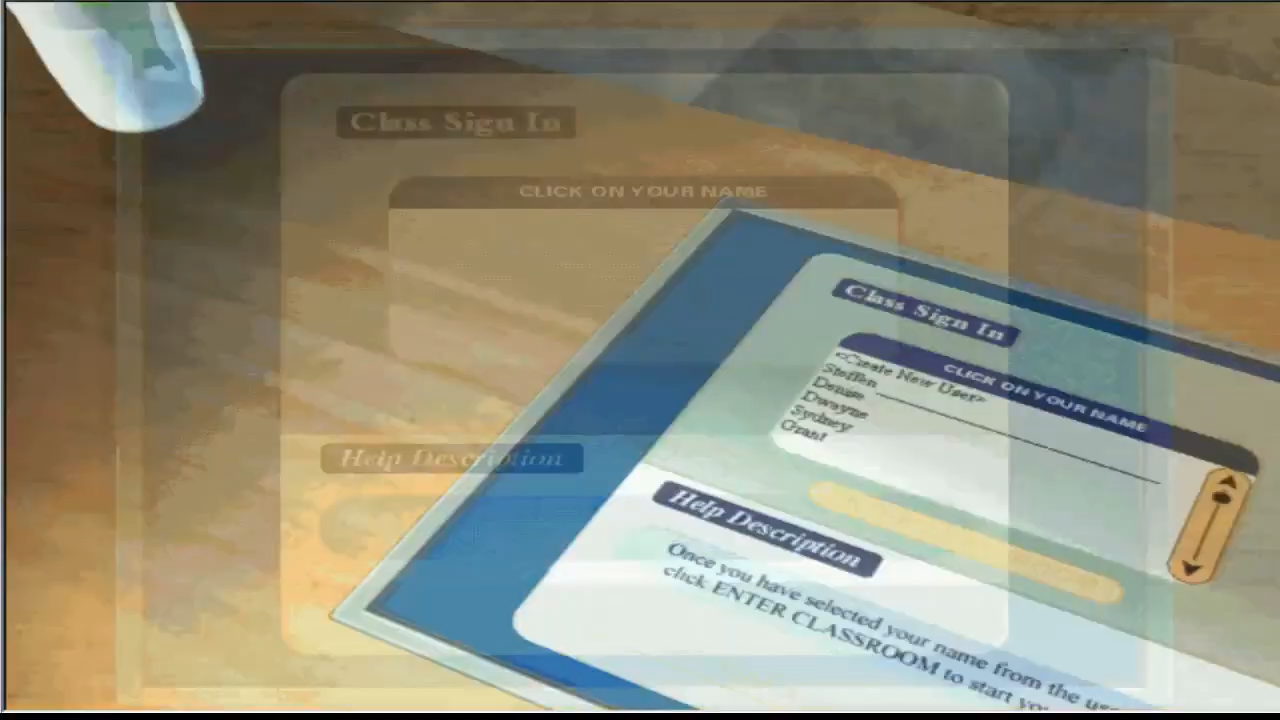 Class Sign In
CLICK ON YOUR NAME
Help Description
Class Sign In
CLICK ON YOUR NAME
<Create New User>
Steffen
Denise
Dwayne
Sydney
Grant
Help Description
Once you have selected your name from the
click ENTER CLASSROOM to start